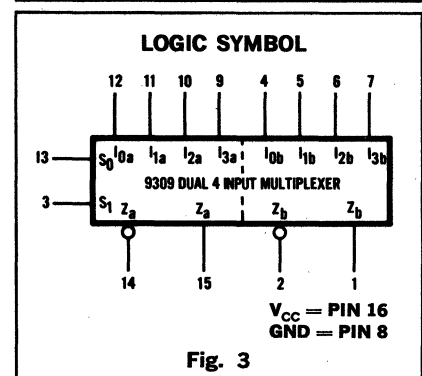 LOGIC SYMBOL
12 11 10 9 4 5 6 7
13 S0 I0a I1a I2a I3a I0b I1b I2b I3b
9309 DUAL 4 INPUT MULTIPLEXER
3 S1 Za Za Zb Zb
14 15 2 1
VCC = PIN 16
GND = PIN 8
Fig. 3